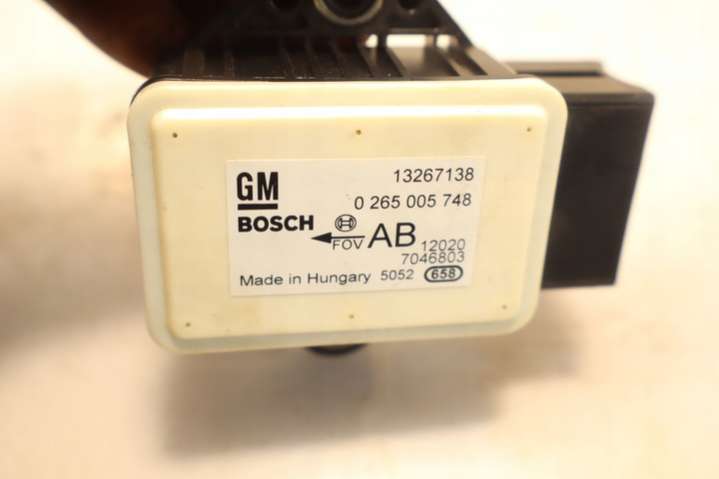 GM 13267138
0 265 005 748
BOSCH
FOV AB 12020
7046803
Made in Hungary 5052 658